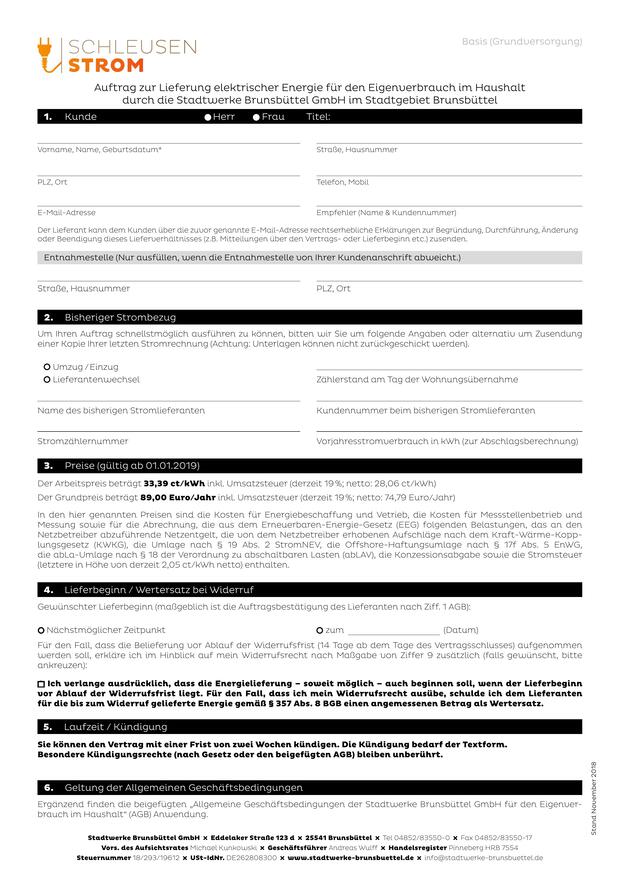 SCHLEUSEN
STROM
Basis (Grundversorgung)
Auftrag zur Lieferung elektrischer Energie für den Eigenverbrauch im Haushalt
durch die Stadtwerke Brunsbüttel GmbH im Stadtgebiet Brunsbüttel
1. Kunde Herr Frau Titel:
Vorname, Name, Geburtsdatum* Straße, Hausnummer
PLZ, Ort Telefon, Mobil
E-Mail-Adresse Empfehler (Name & Kundennummer)
Der Lieferant kann dem Kunden über die zuvor genannte E-Mail-Adresse rechtserhebliche Erklärungen zur Begründung, Durchführung, Änderung
oder Beendigung dieses Lieferverhältnisses (z.B. Mitteilungen über den Vertrags- oder Lieferbeginn etc.) zusenden.
Entnahmestelle (Nur ausfüllen, wenn die Entnahmestelle von Ihrer Kundenanschrift abweicht.)
Straße, Hausnummer PLZ, Ort
2. Bisheriger Strombezug
Um Ihren Auftrag schnellstmöglich ausführen zu können, bitten wir Sie um folgende Angaben oder alternativ um Zusendung
einer Kopie Ihrer letzten Stromrechnung (Achtung: Unterlagen können nicht zurückgeschickt werden).
Umzug / Einzug
Lieferantenwechsel Zählerstand am Tag der Wohnungsübernahme
Name des bisherigen Stromlieferanten Kundennummer beim bisherigen Stromlieferanten
Stromzählernummer Vorjahresstromverbrauch in kWh (zur Abschlagsberechnung)
3. Preise (gültig ab 01.01.2019)
Der Arbeitspreis beträgt 33,39 ct/kWh inkl. Umsatzsteuer (derzeit 19%; netto: 28,06 ct/kWh)
Der Grundpreis beträgt 89,00 Euro/Jahr inkl. Umsatzsteuer (derzeit 19%; netto: 74,79 Euro/Jahr)
In den hier genannten Preisen sind die Kosten für Energiebeschaffung und Vertrieb, die Kosten für Messstellenbetrieb und
Messung sowie für die Abrechnung, die aus dem Erneuerbaren-Energie-Gesetz (EEG) folgenden Belastungen, das an den
Netzbetreiber abzuführende Netzentgelt, die von dem Netzbetreiber erhobenen Aufschläge nach dem Kraft-Wärme-Kopp-
lungsgesetz (KWKG), die Umlage nach § 19 Abs. 2 StromNEV, die Offshore-Haftungsumlage nach § 17f Abs. 5 EnWG,
die abLa-Umlage nach § 18 der Verordnung zu abschaltbaren Lasten (abLAV), die Konzessionsabgabe sowie die Stromsteuer
(letztere in Höhe von derzeit 2,05 ct/kWh netto) enthalten.
4. Lieferbeginn / Wertersatz bei Widerruf
Gewünschter Lieferbeginn (maßgeblich ist die Auftragsbestätigung des Lieferanten nach Ziff. 1 AGB):
Nächstmöglicher Zeitpunkt zum (Datum)
Für den Fall, dass die Belieferung vor Ablauf der Widerrufsfrist (14 Tage ab dem Tage des Vertragsschlusses) aufgenommen
werden soll, erkläre ich im Hinblick auf mein Widerrufsrecht nach Maßgabe von Ziffer 9 zusätzlich (falls gewünscht, bitte
ankreuzen):
Ich verlange ausdrücklich, dass die Energielieferung – soweit möglich – auch beginnen soll, wenn der Lieferbeginn
vor Ablauf der Widerrufsfrist liegt. Für den Fall, dass ich mein Widerrufsrecht ausübe, schulde ich dem Lieferanten
für die bis zum Widerruf gelieferte Energie gemäß § 357 Abs. 8 BGB einen angemessenen Betrag als Wertersatz.
5. Laufzeit / Kündigung
Sie können den Vertrag mit einer Frist von zwei Wochen kündigen. Die Kündigung bedarf der Textform.
Besondere Kündigungsrechte (nach Gesetz oder den beigefügten AGB) bleiben unberührt.
6. Geltung der Allgemeinen Geschäftsbedingungen
Ergänzend finden die beigefügten „Allgemeine Geschäftsbedingungen der Stadtwerke Brunsbüttel GmbH für den Eigenver-
brauch im Haushalt“ (AGB) Anwendung.
Stand November 2018
Stadtwerke Brunsbüttel GmbH x Eddelaker Straße 123 d x 25541 Brunsbüttel x Tel 04852/83550-0 x Fax 04852/83550-17
Vors. des Aufsichtsrates Michael Kunkowski x Geschäftsführer Andreas Wulff x Handelsregister Pinneberg HRB 7554
Steuernummer 18/293/19612 x USt-IdNr. DE262808300 x www.stadtwerke-brunsbuettel.de x info@stadtwerke-brunsbuettel.de